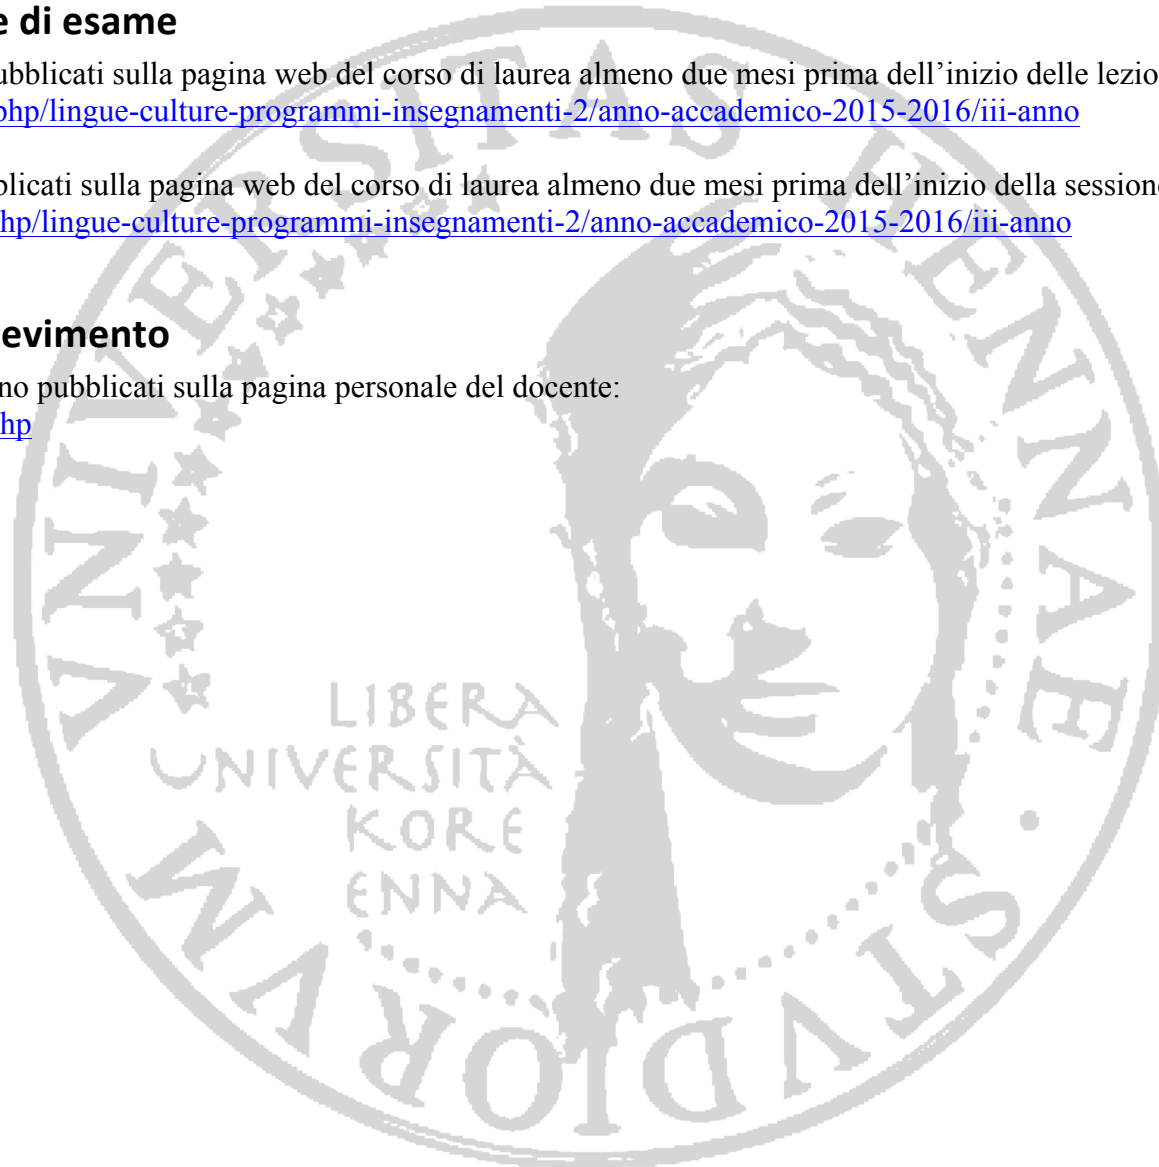 e di esame
ubblicati sulla pagina web del corso di laurea almeno due mesi prima dell’inizio delle lezio
php/lingue-culture-programmi-insegnamenti-2/anno-accademico-2015-2016/iii-anno
blicati sulla pagina web del corso di laurea almeno due mesi prima dell’inizio della sessione
hp/lingue-culture-programmi-insegnamenti-2/anno-accademico-2015-2016/iii-anno
evimento
no pubblicati sulla pagina personale del docente:
hp
VNIVERSITAS HENNAE • STVDIORVM
LIBERA
UNIVERSITÀ
KORE
ENNA